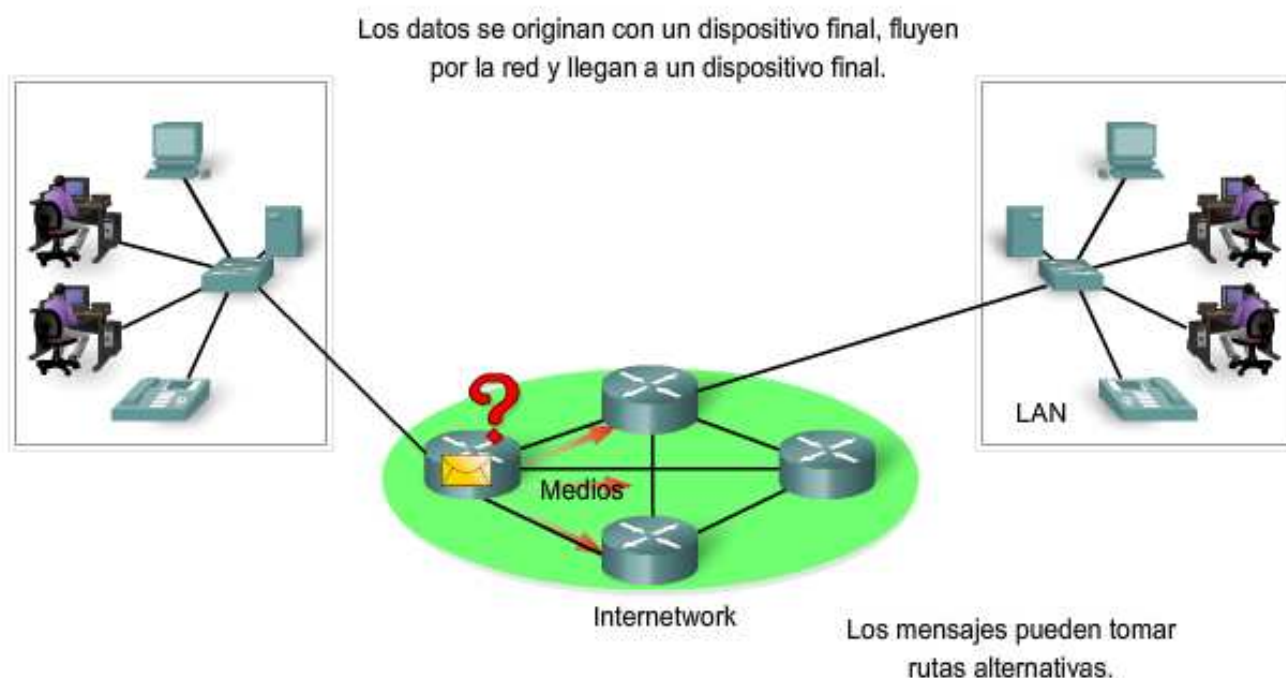 Los datos se originan con un dispositivo final, fluyen
por la red y llegan a un dispositivo final.
LAN
Medios
Internetwork
Los mensajes pueden tomar
rutas alternativas.